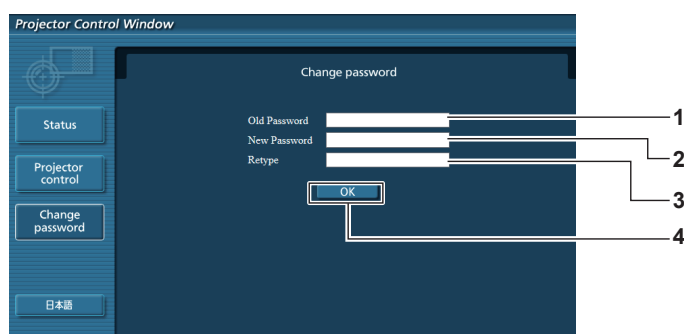 Projector Control Window
Change password
Status
Projector
control
Change
password
日本語
Old Password
New Password
Retype
OK
1
2
3
4